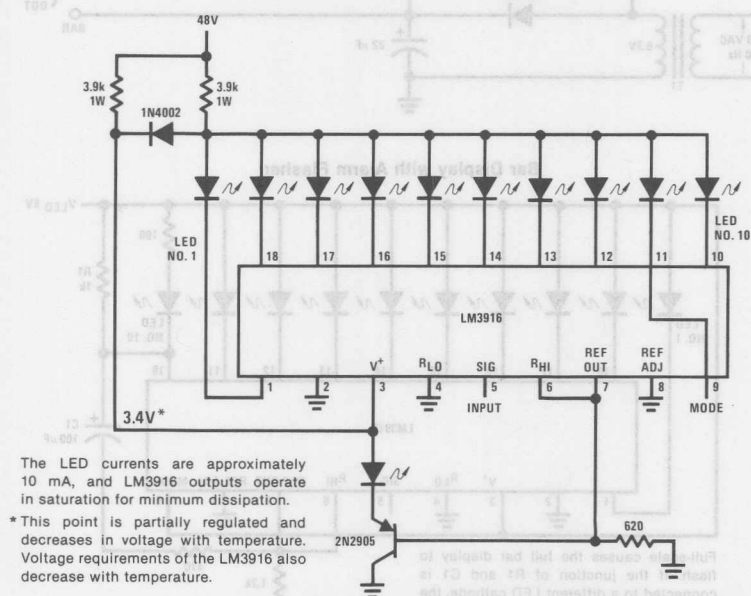 48V
3.9k
1W
1N4002
3.9k
1W
LED
NO. 1
LED
NO. 10
18 17 16 15 14 13 12 11 10
LM3916
V+ RLO SIG RHI REF OUT REF ADJ
1 2 3 4 5 6 7 8 9
INPUT
MODE
3.4V*
The LED currents are approximately
10 mA, and LM3916 outputs operate
in saturation for minimum dissipation.
* This point is partially regulated and
decreases in voltage with temperature.
Voltage requirements of the LM3916 also
decrease with temperature.
2N2905
620